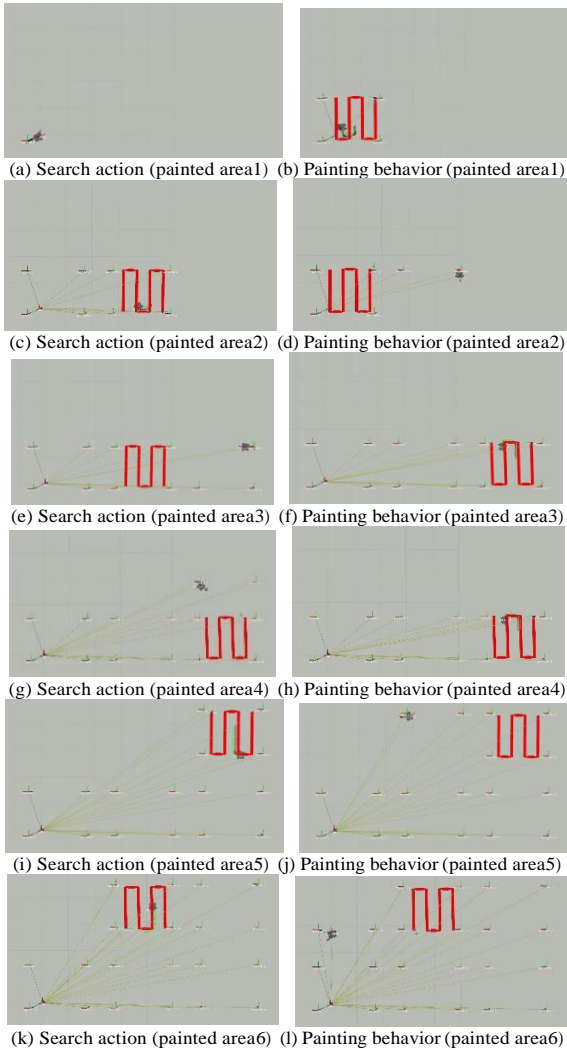 (a) Search action (painted area1) (b) Painting behavior (painted area1)
(c) Search action (painted area2) (d) Painting behavior (painted area2)
(e) Search action (painted area3) (f) Painting behavior (painted area3)
(g) Search action (painted area4) (h) Painting behavior (painted area4)
(i) Search action (painted area5) (j) Painting behavior (painted area5)
(k) Search action (painted area6) (l) Painting behavior (painted area6)